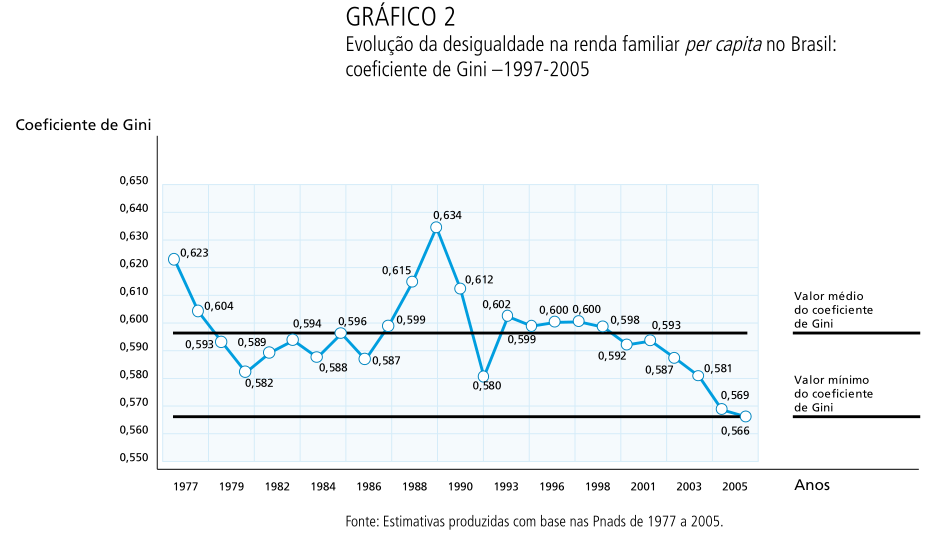 GRÁFICO 2
Evolução da desigualdade na renda familiar per capita no Brasil:
coeficiente de Gini –1997-2005
Coeficiente de Gini
0,650
0,640
0,630
0,620
0,610
0,600
0,590
0,580
0,570
0,560
0,550
0,623
0,604
0,593
0,582
0,589
0,594
0,588
0,596
0,587
0,599
0,615
0,634
0,612
0,580
0,602
0,599
0,600
0,600
0,598
0,592
0,593
0,587
0,581
0,569
0,566
Valor médio
do coeficiente
de Gini
Valor mínimo
do coeficiente
de Gini
1977 1979 1982 1984 1986 1988 1990 1993 1996 1998 2001 2003 2005
Anos
Fonte: Estimativas produzidas com base nas Pnads de 1977 a 2005.